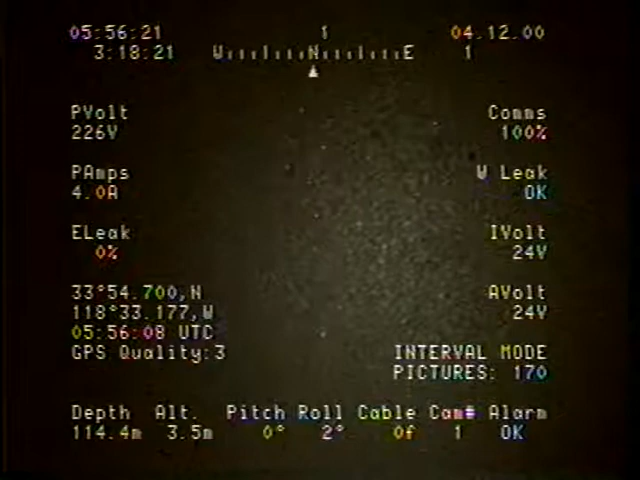 05:56:21 1 04.12.00
3:18:21 W N E 1
PVolt Comms
226V 100%
PAmps W Leak
4.0A OK
ELeak IVolt
0% 24V
33°54.700,N AVolt
118°33.177,W 24V
05:56:08 UTC
GPS Quality:3 INTERVAL MODE
PICTURES: 170
Depth Alt. Pitch Roll Cable Cam# Alarm
114.4m 3.5m 0° 2° 0f 1 OK